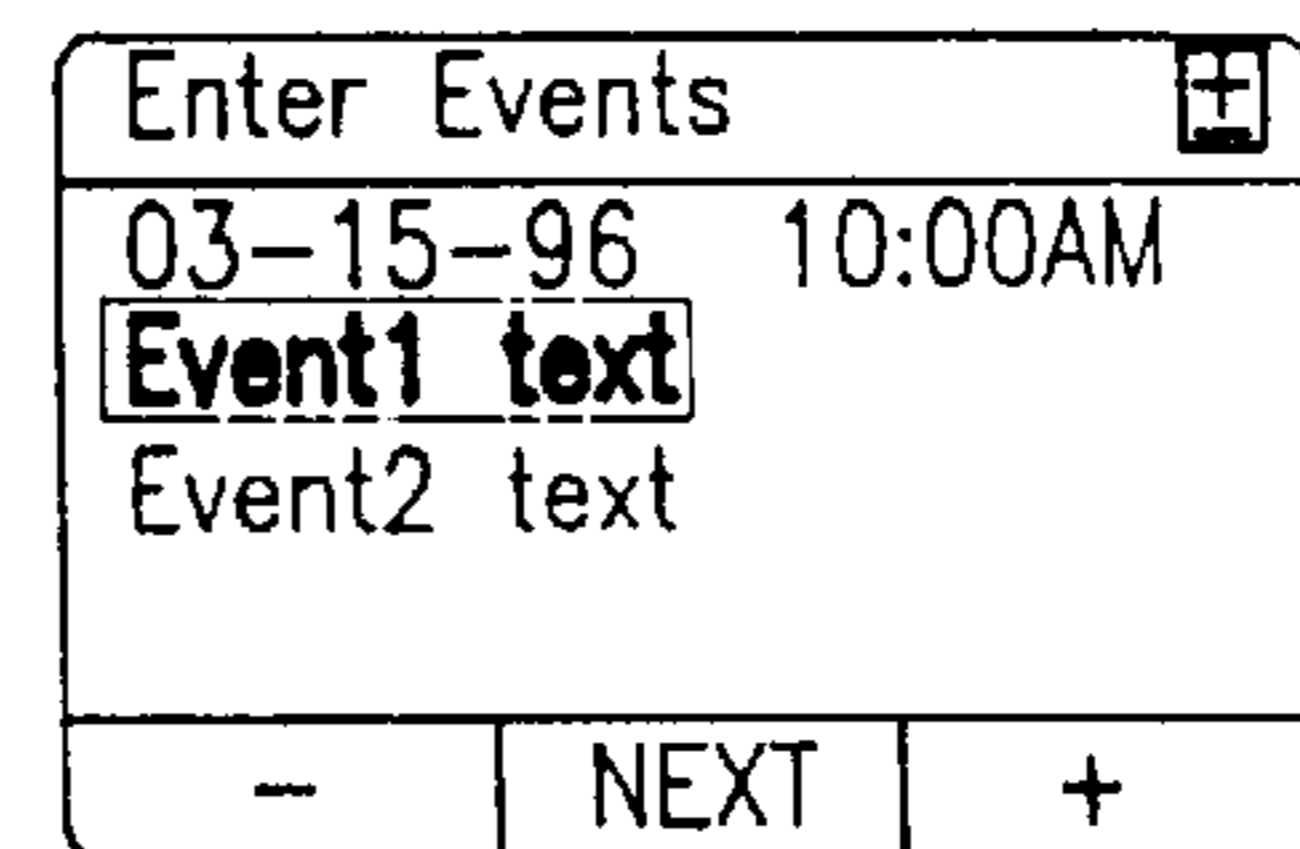 Enter Events ±
03-15-96 10:00AM
Event1 text
Event2 text
- NEXT +